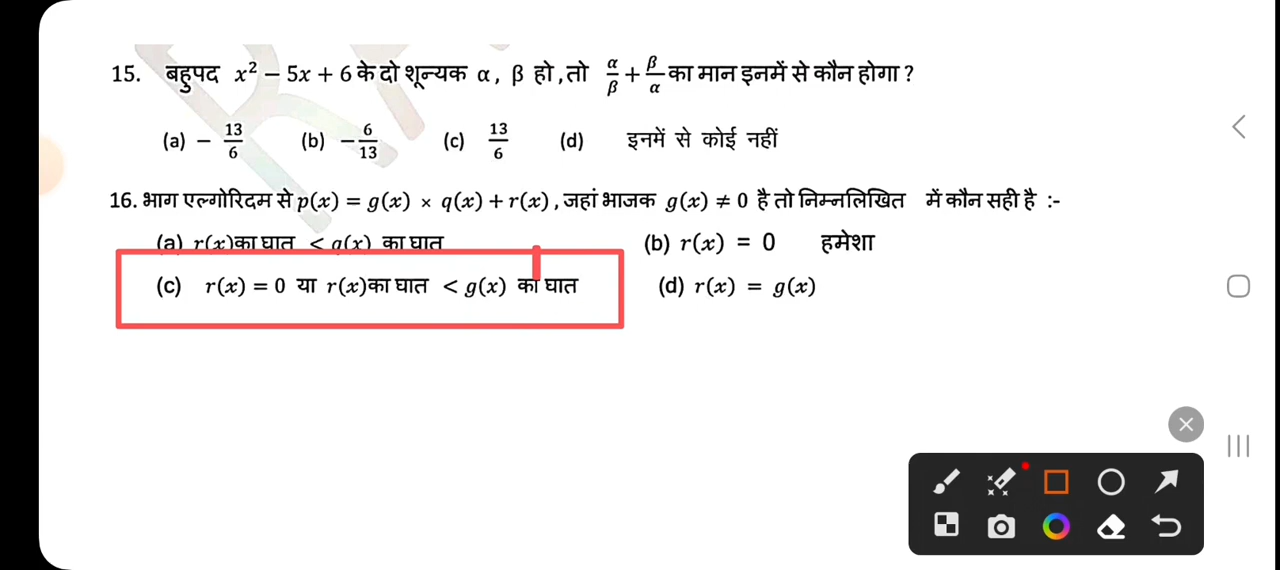 15. बहुपद x² − 5x + 6 के दो शून्यक α, β हो, तो α/β + β/α का मान इनमें से कौन होगा ?
(a) − 13/6 (b) − 6/13 (c) 13/6 (d) इनमें से कोई नहीं
16. भाग एल्गोरिदम से p(x) = g(x) × q(x) + r(x), जहां भाजक g(x) ≠ 0 है तो निम्नलिखित में कौन सही है :-
(a) r(x)का घात < g(x) का घात (b) r(x) = 0 हमेशा
(c) r(x) = 0 या r(x)का घात < g(x) का घात (d) r(x) = g(x)